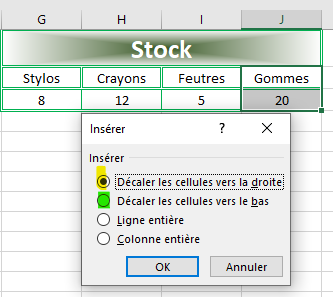 G H I J
Stock
Stylos Crayons Feutres Gommes
8 12 5 20
Insérer ? ×
Insérer
Décaler les cellules vers la droite
Décaler les cellules vers le bas
Ligne entière
Colonne entière
OK Annuler